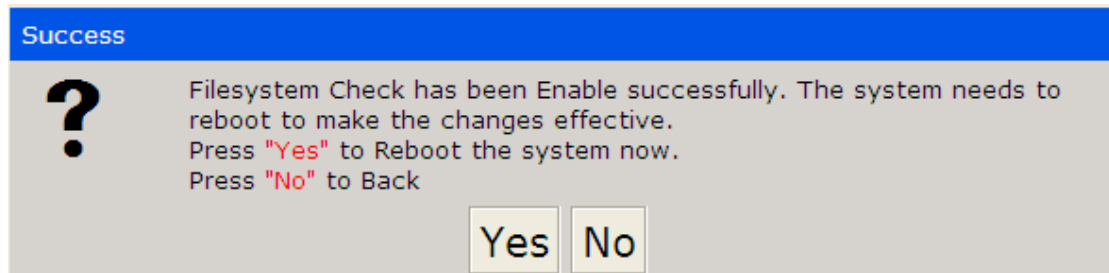 Success
Filesystem Check has been Enable successfully. The system needs to
reboot to make the changes effective.
Press "Yes" to Reboot the system now.
Press "No" to Back
Yes No